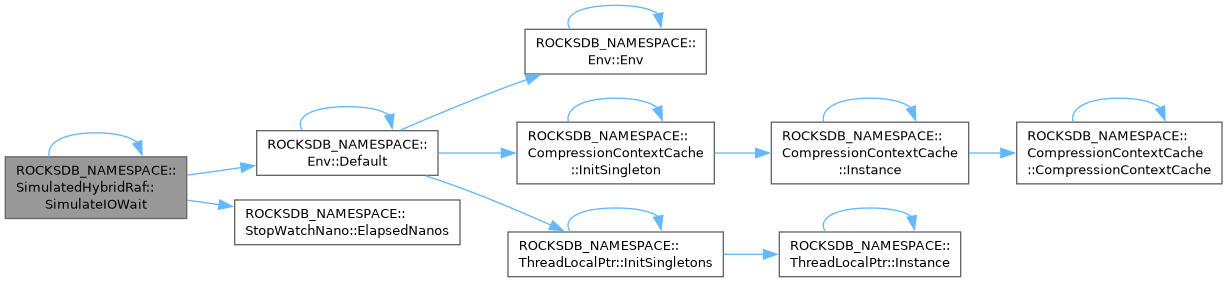 ROCKSDB_NAMESPACE::
SimulatedHybridRaf::
SimulateIOWait
ROCKSDB_NAMESPACE::
Env::Default
ROCKSDB_NAMESPACE::
Env::Env
ROCKSDB_NAMESPACE::
CompressionContextCache
::InitSingleton
ROCKSDB_NAMESPACE::
CompressionContextCache
::Instance
ROCKSDB_NAMESPACE::
CompressionContextCache
::CompressionContextCache
ROCKSDB_NAMESPACE::
ThreadLocalPtr::InitSingletons
ROCKSDB_NAMESPACE::
ThreadLocalPtr::Instance
ROCKSDB_NAMESPACE::
StopWatchNano::ElapsedNanos